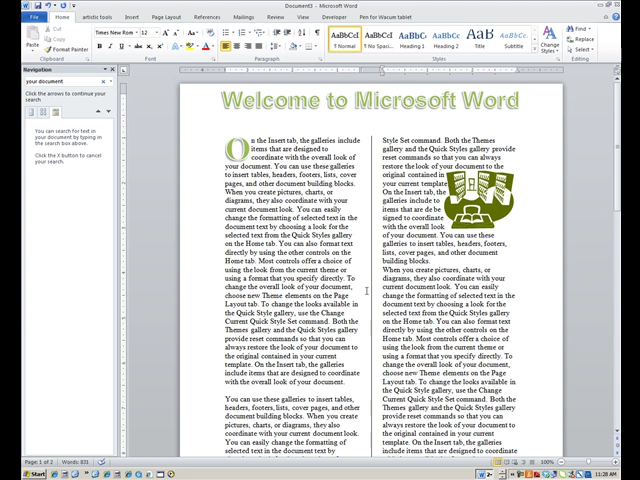 Document3 - Microsoft Word
File
Home
artistic tools
Insert
Page Layout
References
Mailings
Review
View
Developer
Pen for Wacom tablet
Paste
Cut
Copy
Format Painter
Clipboard
Times New Rom
12
Font
Paragraph
AaBbCcI
Normal
AaBbCcI
No Spaci...
AaBbC
Heading 1
AaBbCc
Heading 2
AaB
Title
AaBbCc
Subtitle
Change
Styles
Styles
Find
Replace
Select
Editing
Navigation
your document
Click the arrows to continue your
search
You can search for text in
your document by typing in
the search box above.
Click the X button to cancel
your search.
Welcome to Microsoft Word
On the Insert tab, the galleries include
items that are designed to
coordinate with the overall look of
your document. You can use these galleries
to insert tables, headers, footers, lists, cover
pages, and other document building blocks.
When you create pictures, charts, or
diagrams, they also coordinate with your
current document look. You can easily
change the formatting of selected text in the
document text by choosing a look for the
selected text from the Quick Styles gallery
on the Home tab. You can also format text
directly by using the other controls on the
Home tab. Most controls offer a choice of
using the look from the current theme or
using a format that you specify directly. To
change the overall look of your document,
choose new Theme elements on the Page
Layout tab. To change the looks available in
the Quick Style gallery, use the Change
Current Quick Style Set command. Both the
Themes gallery and the Quick Styles gallery
provide reset commands so that you can
always restore the look of your document to
the original contained in your current
template. On the Insert tab, the galleries
include items that are designed to coordinate
with the overall look of your document.
You can use these galleries to insert tables,
headers, footers, lists, cover pages, and other
document building blocks. When you create
pictures, charts, or diagrams, they also
coordinate with your current document look.
You can easily change the formatting of
selected text in the document text by
Style Set command. Both the Themes
gallery and the Quick Styles gallery provide
reset commands so that you can always
restore the look of your document to the
original contained in
your current template.
On the Insert tab, the
galleries include
items that are de
signed to coordinate
with the overall look
of your document. You can use these
galleries to insert tables, headers, footers,
lists, cover pages, and other document
building blocks.
When you create pictures, charts, or
diagrams, they also coordinate with your
current document look. You can easily
change the formatting of selected text in the
document text by choosing a look for the
selected text from the Quick Styles gallery
on the Home tab. You can also format text
directly by using the other controls on the
Home tab. Most controls offer a choice of
using the look from the current theme or
using a format that you specify directly. To
change the overall look of your document,
choose new Theme elements on the Page
Layout tab. To change the looks available in
the Quick Style gallery, use the Change
Current Quick Style Set command. Both the
Themes gallery and the Quick Styles gallery
provide reset commands so that you can
always restore the look of your document to
the original contained in your current
template. On the Insert tab, the galleries
include items that are designed to coordinate
Page: 1 of 2
Words: 831
100%
Start
11:28 AM